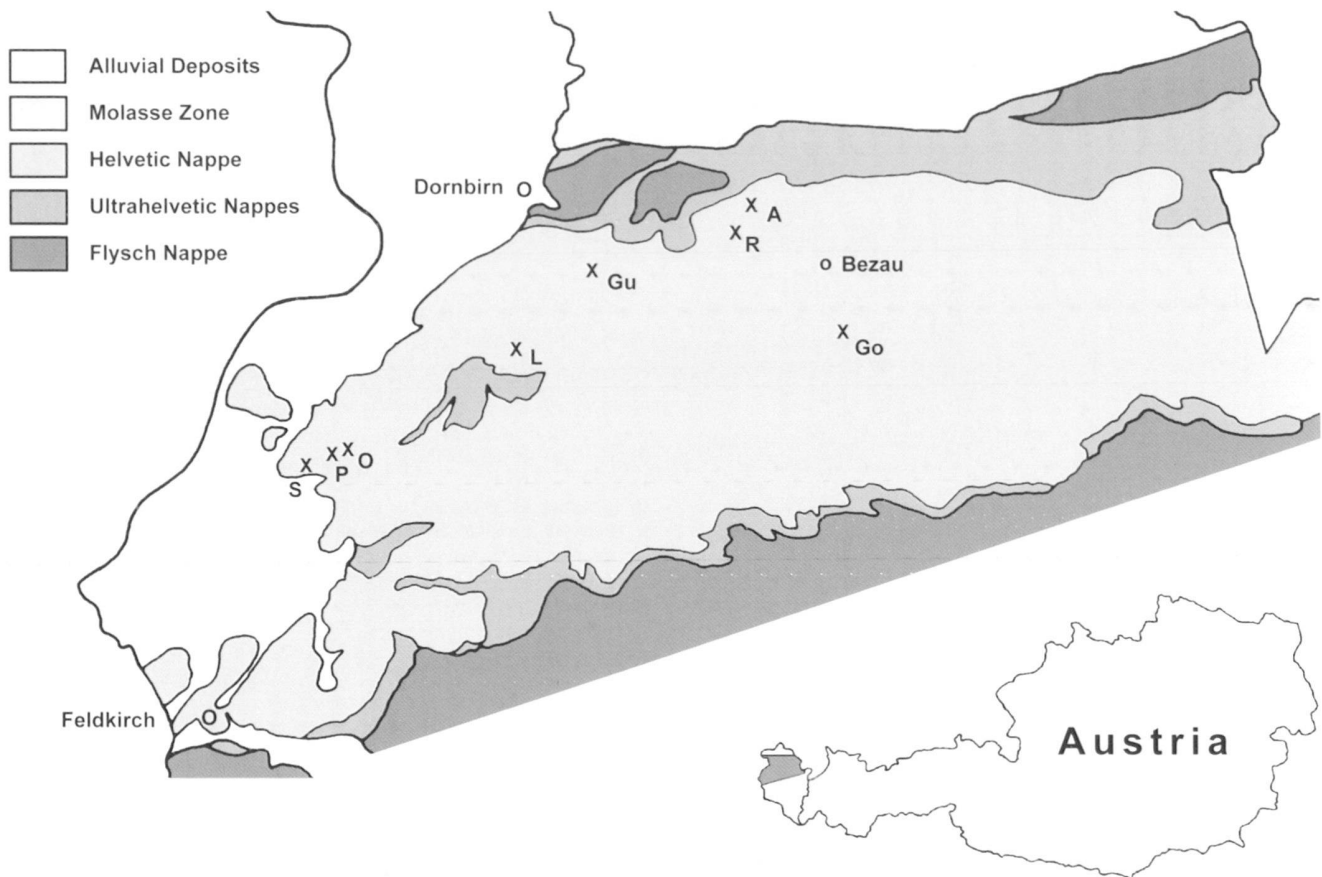 Alluvial Deposits
Molasse Zone
Helvetic Nappe
Ultrahelvetic Nappes
Flysch Nappe
Dornbirn
X A
X R
Bezau
X Gu
X Go
X L
X X O
X P
S
Feldkirch
Austria